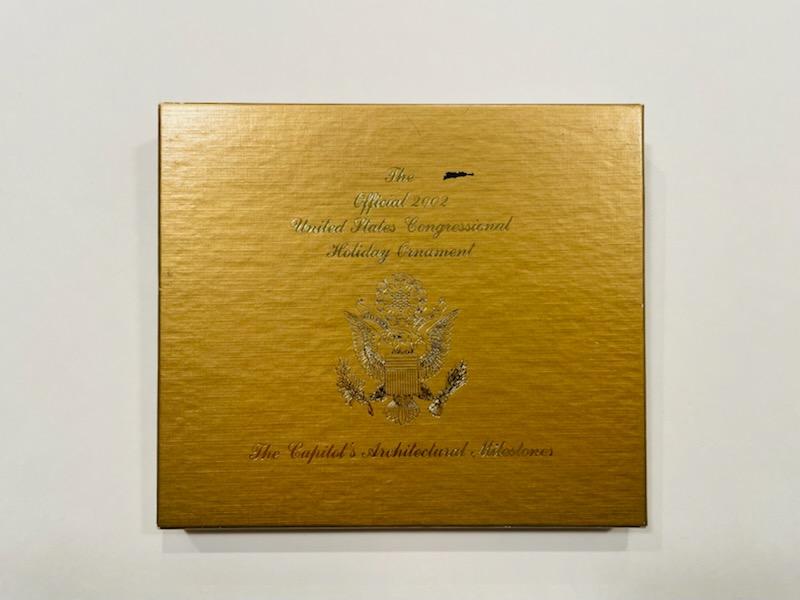 The
Official 2002
United States Congressional
Holiday Ornament
The Capitol's Architectural Milestones